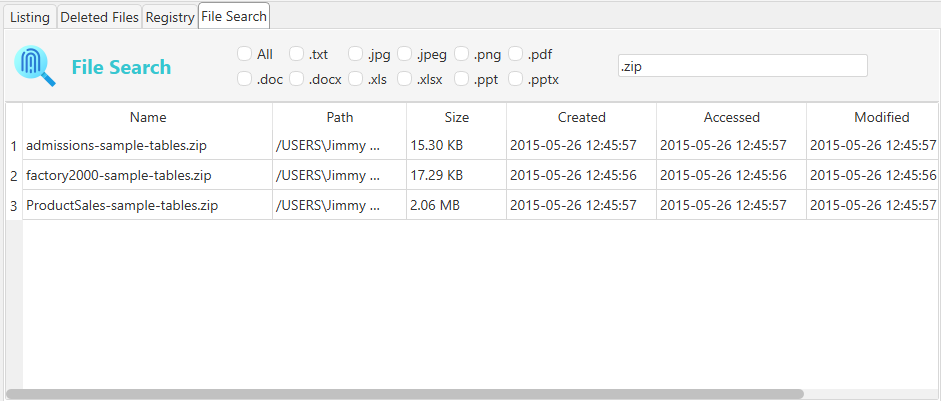 Listing Deleted Files Registry File Search
File Search
All .txt .jpg .jpeg .png .pdf
.doc .docx .xls .xlsx .ppt .pptx
.zip
Name Path Size Created Accessed Modified
1 admissions-sample-tables.zip /USERS\Jimmy ... 15.30 KB 2015-05-26 12:45:57 2015-05-26 12:45:57 2015-05-26 12:45:57
2 factory2000-sample-tables.zip /USERS\Jimmy ... 17.29 KB 2015-05-26 12:45:56 2015-05-26 12:45:56 2015-05-26 12:45:56
3 ProductSales-sample-tables.zip /USERS\Jimmy ... 2.06 MB 2015-05-26 12:45:57 2015-05-26 12:45:57 2015-05-26 12:45:57